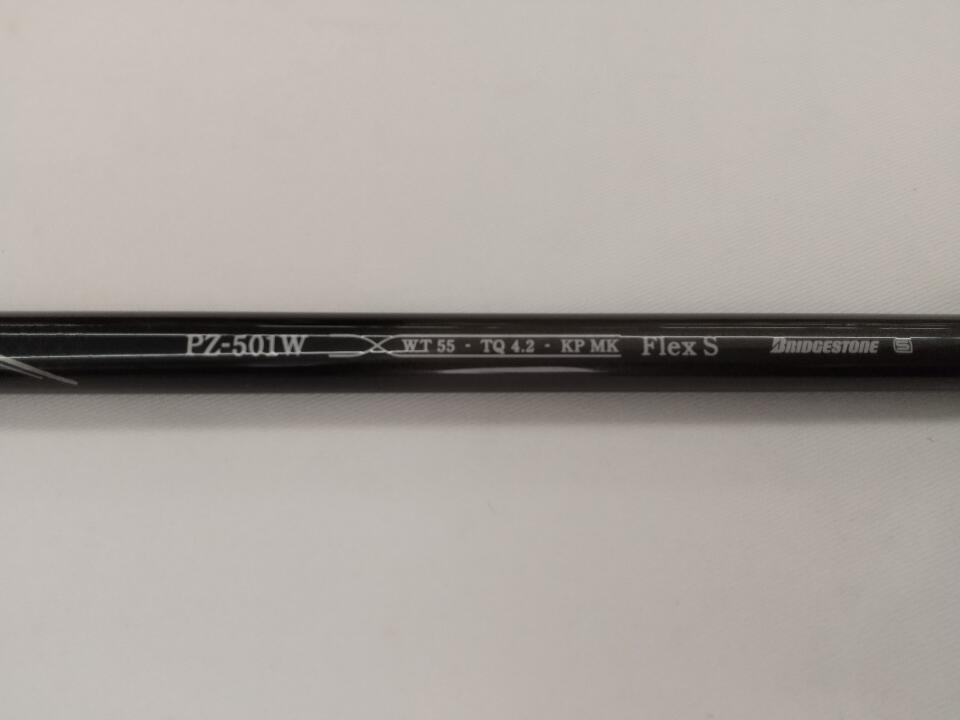 PZ-501W WT 55 · TQ 4.2 · KP MK Flex S BRIDGESTONE